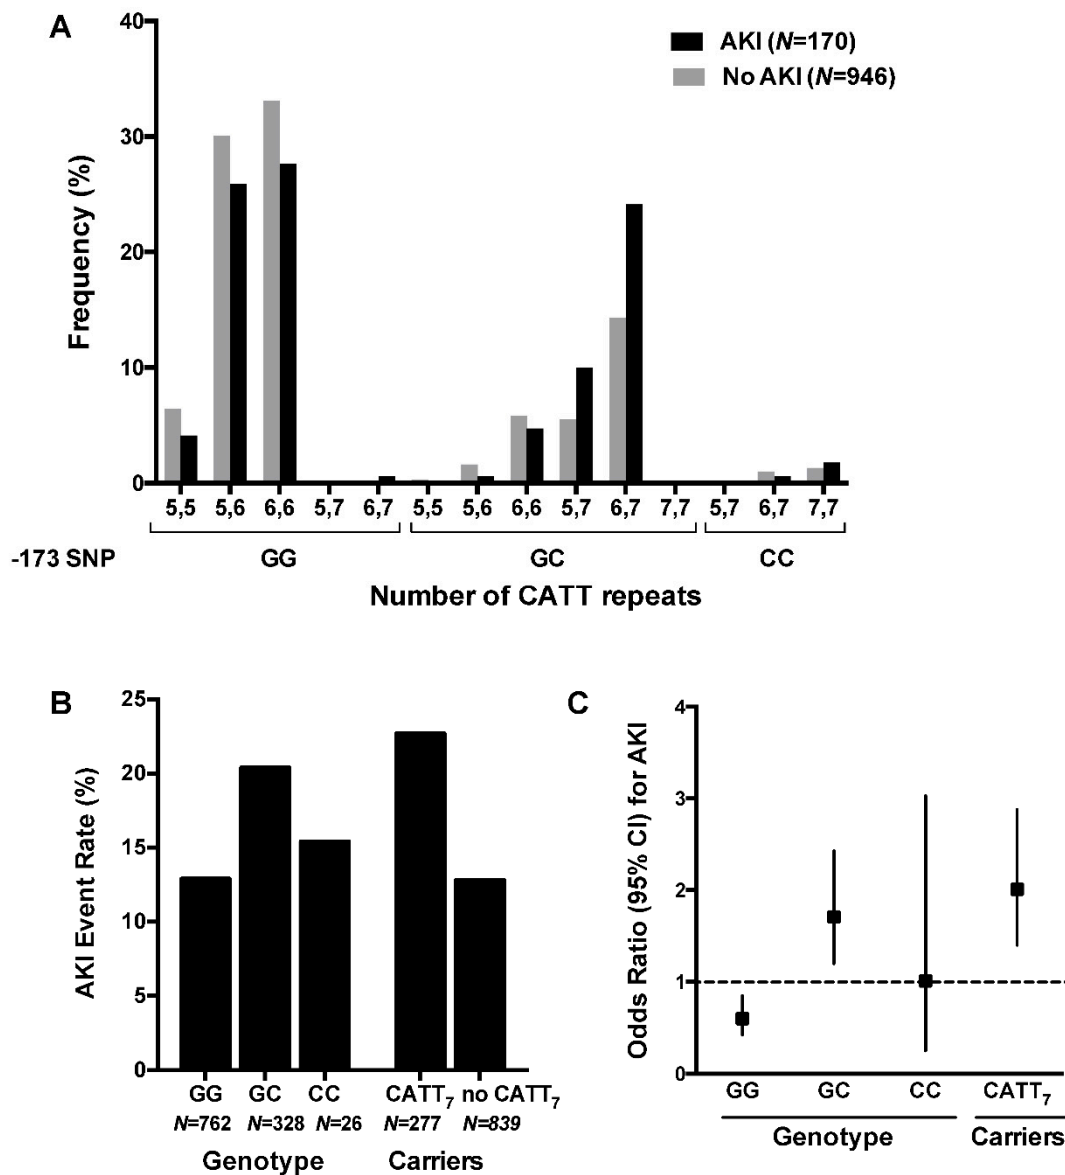 A
AKI (N=170)
No AKI (N=946)
40
30
20
10
0
Frequency (%)
5,5 5,6 6,6 5,7 6,7 5,5 5,6 6,6 5,7 6,7 7,7 5,7 6,7 7,7
-173 SNP GG GC CC
Number of CATT repeats
B
25
20
15
10
5
0
AKI Event Rate (%)
GG GC CC CATT7 no CATT7
N=762 N=328 N=26 N=277 N=839
Genotype Carriers
C
4
3
2
1
0
Odds Ratio (95% CI) for AKI
GG GC CC CATT7
Genotype Carriers